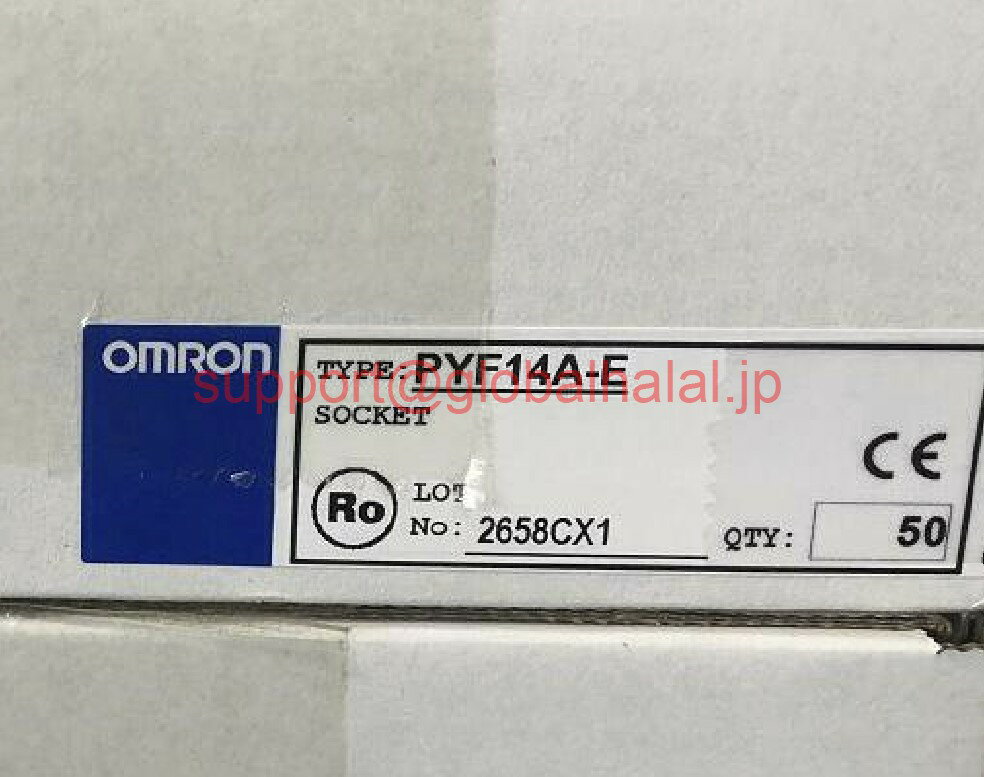 OMRON
TYPE: PYF14A-E
support@globalhalal.jp
SOCKET
CE
Ro
LOT
No: 2658CX1
QTY: 50